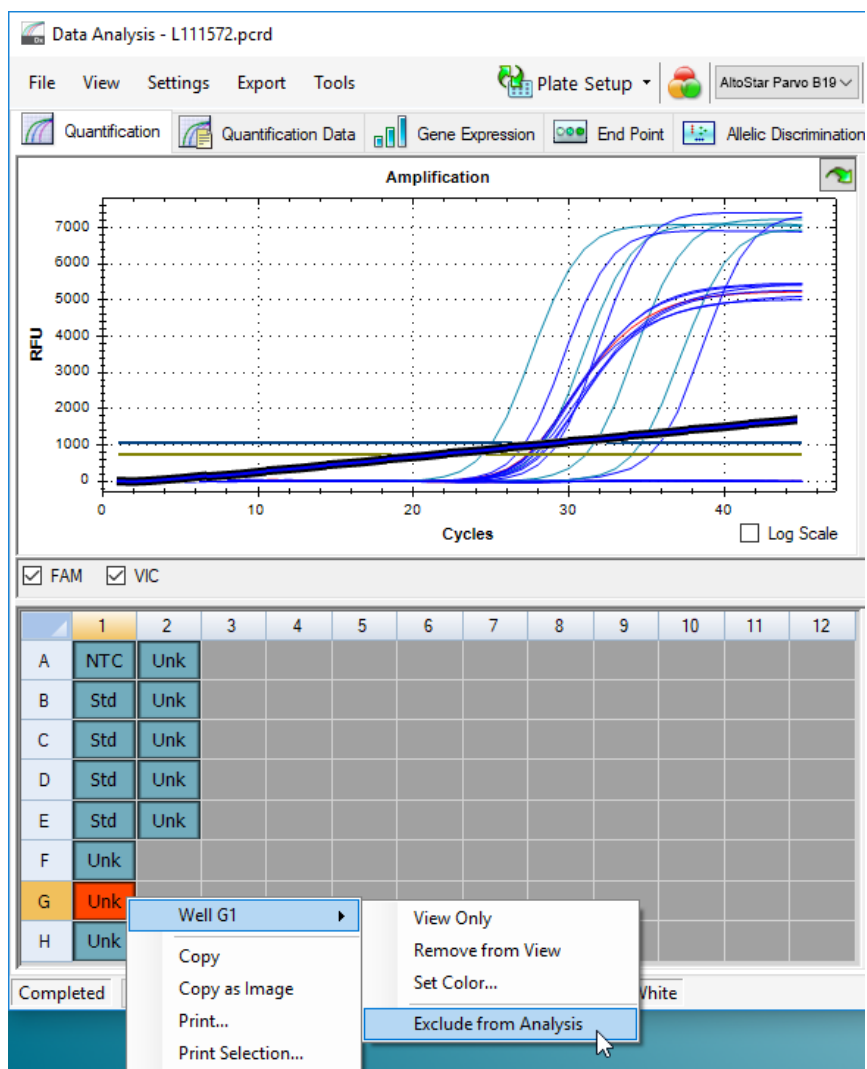 Data Analysis - L111572.pcrd
File View Settings Export Tools Plate Setup AltoStar Parvo B19
Quantification Quantification Data Gene Expression End Point Allelic Discrimination
Amplification
RFU
7000
6000
5000
4000
3000
2000
1000
0
0 10 20 30 40
Cycles
Log Scale
FAM VIC
1 2 3 4 5 6 7 8 9 10 11 12
A NTC Unk
B Std Unk
C Std Unk
D Std Unk
E Std Unk
F Unk
G Unk
H Unk
Well G1
Copy
Copy as Image
Print...
Print Selection...
View Only
Remove from View
Set Color...
Exclude from Analysis
Completed